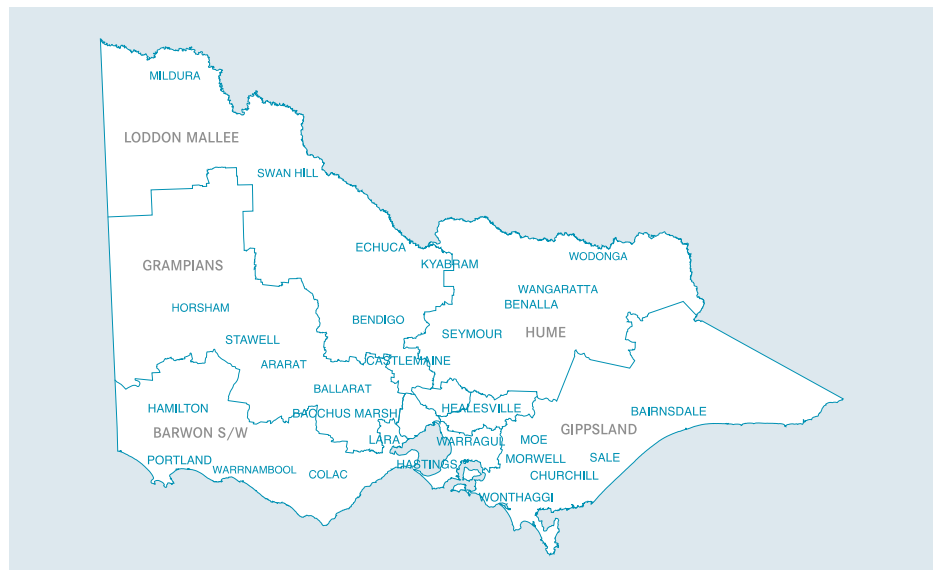 MILDURA
LODDON MALLEE
SWAN HILL
ECHUCA
KYABRAM
WODONGA
GRAMPIANS
WANGARATTA
BENALLA
HORSHAM
BENDIGO
SEYMOUR
HUME
STAWELL
ARARAT
CASTLEMAINE
BALLARAT
HAMILTON
BACCHUS MARSH
HEALESVILLE
BAIRNSDALE
BARWON S/W
GIPPSLAND
LARA
WARRAGUL
MOE
PORTLAND
WARRNAMBOOL
COLAC
HASTINGS
MORWELL
SALE
CHURCHILL
WONTHAGGI